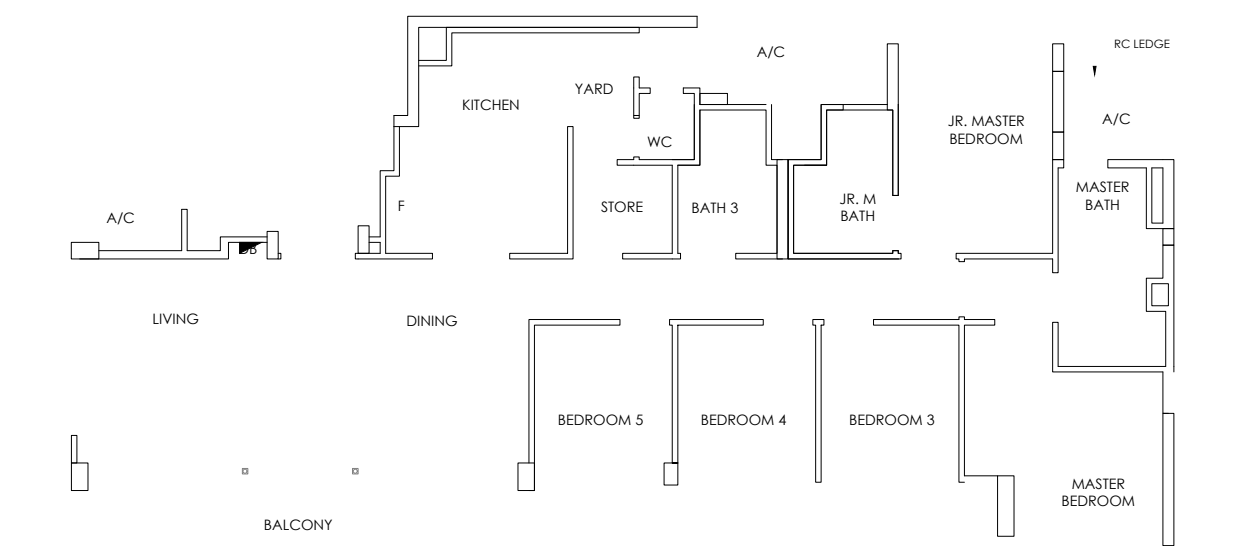 RC LEDGE
A/C
YARD
KITCHEN
A/C
JR. MASTER
BEDROOM
WC
MASTER
BATH
F
STORE
BATH 3
JR. M
BATH
A/C
DB
LIVING
DINING
BEDROOM 5
BEDROOM 4
BEDROOM 3
MASTER
BEDROOM
BALCONY